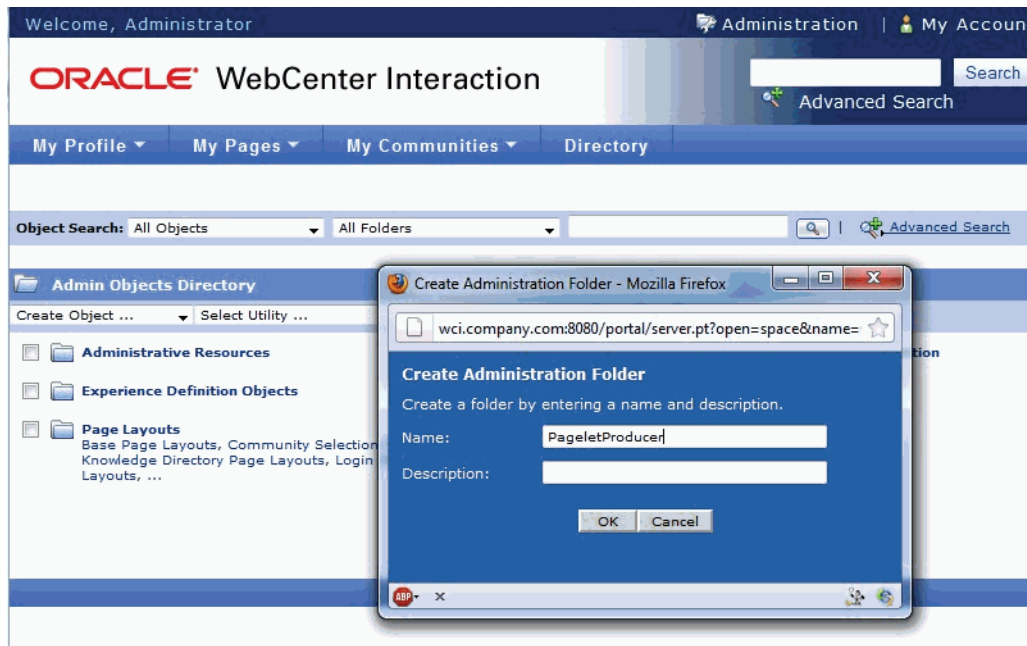 Welcome, Administrator
Administration | My Accoun
ORACLE WebCenter Interaction
Search
Advanced Search
My Profile My Pages My Communities Directory
Object Search: All Objects All Folders | Advanced Search
Admin Objects Directory
Create Object ... Select Utility ...
Administrative Resources
Experience Definition Objects
Page Layouts
Base Page Layouts, Community Selection
Knowledge Directory Page Layouts, Login
Layouts, ...
tion
Create Administration Folder - Mozilla Firefox
wci.company.com:8080/portal/server.pt?open=space&name=
Create Administration Folder
Create a folder by entering a name and description.
Name: PageletProducer
Description:
OK Cancel
ABP x